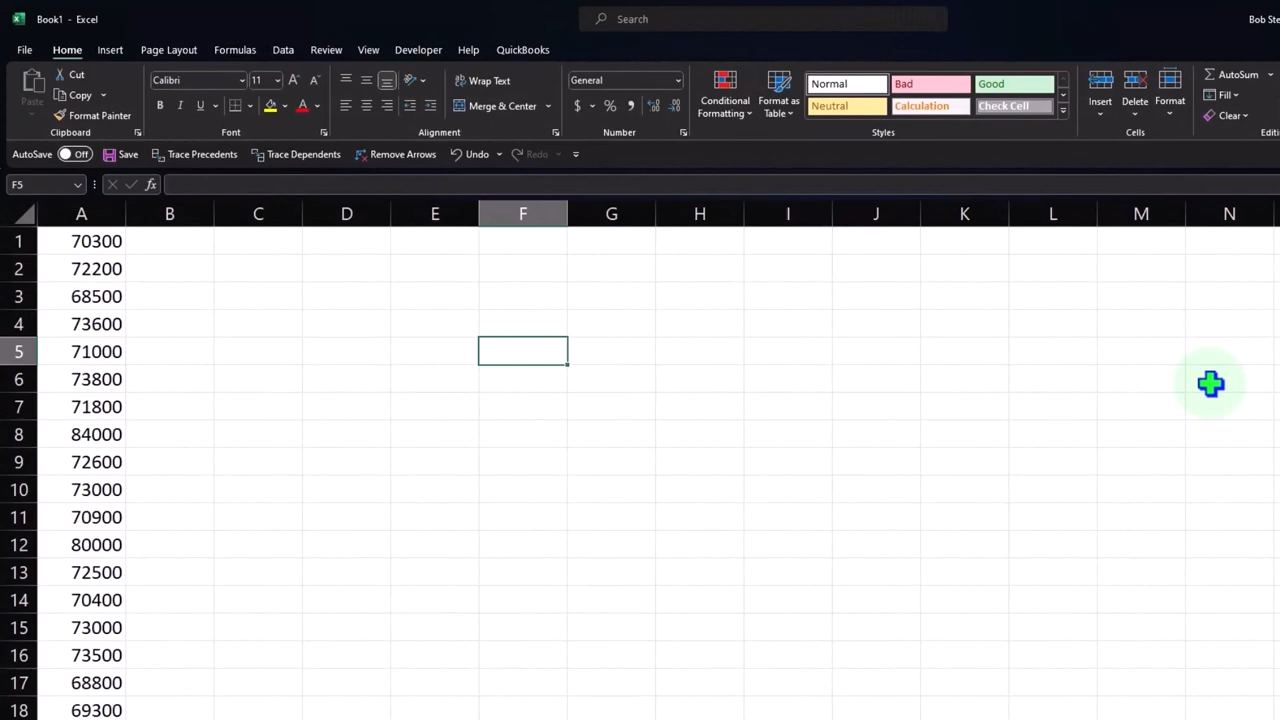 Book1 - Excel
Search
Bob Ste
File Home Insert Page Layout Formulas Data Review View Developer Help QuickBooks
Paste
Cut
Copy
Format Painter
Clipboard
Calibri 11 A A
B I U A
Font
Wrap Text
Merge & Center
Alignment
General
$ % ,
Number
Conditional Formatting
Format as Table
Normal Bad Good
Neutral Calculation Check Cell
Styles
Insert Delete Format
Cells
AutoSum
Fill
Clear
AutoSave Off Save Trace Precedents Trace Dependents Remove Arrows Undo Redo
F5 fx
A B C D E F G H I J K L M N
1 70300
2 72200
3 68500
4 73600
5 71000
6 73800
7 71800
8 84000
9 72600
10 73000
11 70900
12 80000
13 72500
14 70400
15 73000
16 73500
17 68800
18 69300